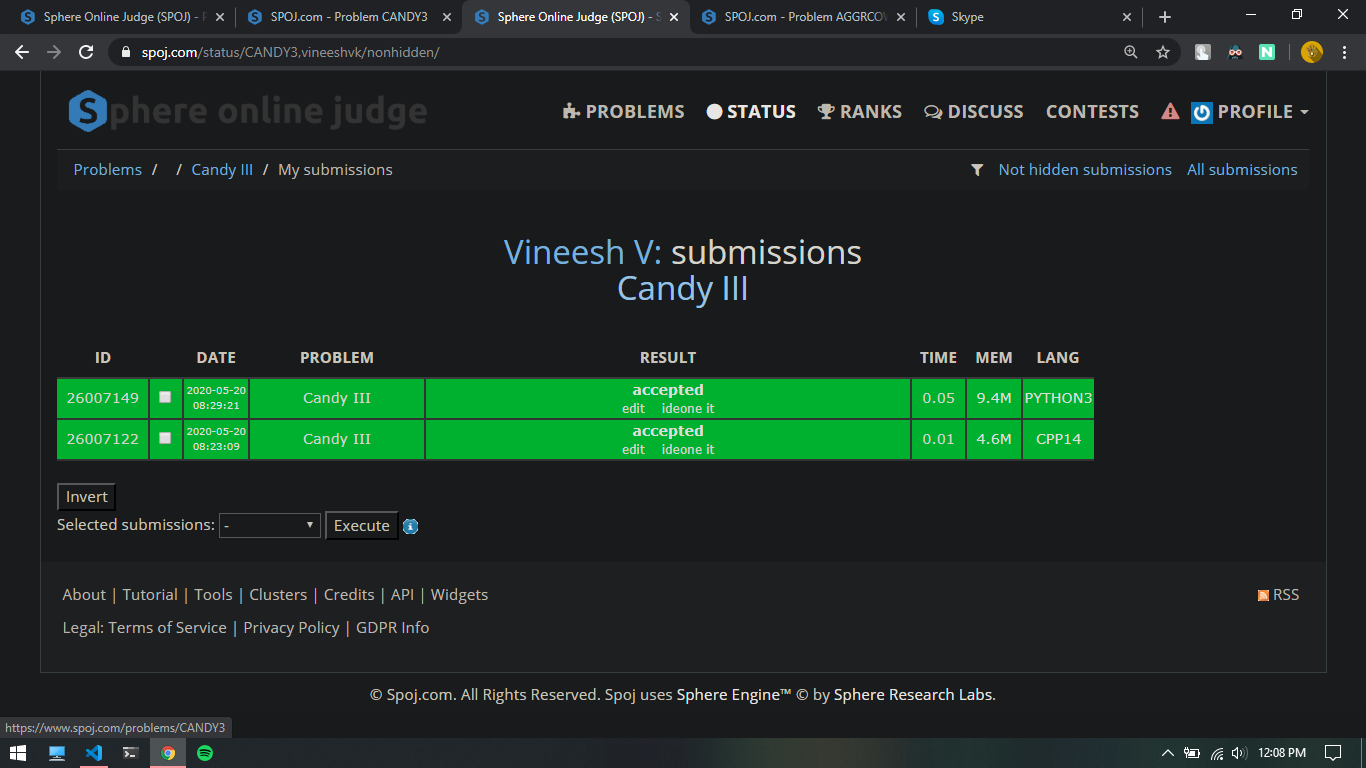 Sphere Online Judge (SPOJ) - P
SPOJ.com - Problem CANDY3
Sphere Online Judge (SPOJ) - S
SPOJ.com - Problem AGGRCOV
Skype
spoj.com/status/CANDY3,vineeshvk/nonhidden/
Sphere online judge
PROBLEMS STATUS RANKS DISCUSS CONTESTS PROFILE
Problems / / Candy III / My submissions
Not hidden submissions All submissions
Vineesh V: submissions
Candy III
ID DATE PROBLEM RESULT TIME MEM LANG
26007149 2020-05-20 08:29:21 Candy III accepted edit ideone it 0.05 9.4M PYTHON3
26007122 2020-05-20 08:23:09 Candy III accepted edit ideone it 0.01 4.6M CPP14
Invert
Selected submissions: - Execute
About | Tutorial | Tools | Clusters | Credits | API | Widgets
RSS
Legal: Terms of Service | Privacy Policy | GDPR Info
© Spoj.com. All Rights Reserved. Spoj uses Sphere Engine™ © by Sphere Research Labs.
https://www.spoj.com/problems/CANDY3
12:08 PM